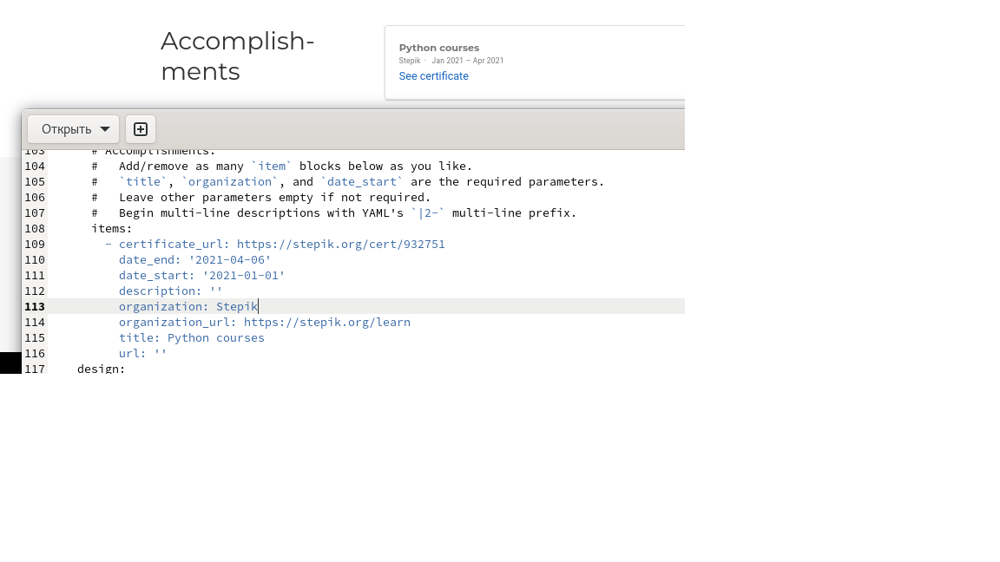 Accomplish-
ments
Python courses
Stepik · Jan 2021 – Apr 2021
See certificate
Открыть
103 # Accomplishments.
104 # Add/remove as many `item` blocks below as you like.
105 # `title`, `organization`, and `date_start` are the required parameters.
106 # Leave other parameters empty if not required.
107 # Begin multi-line descriptions with YAML's `|2-` multi-line prefix.
108 items:
109 - certificate_url: https://stepik.org/cert/932751
110 date_end: '2021-04-06'
111 date_start: '2021-01-01'
112 description: ''
113 organization: Stepik
114 organization_url: https://stepik.org/learn
115 title: Python courses
116 url: ''
117 design: